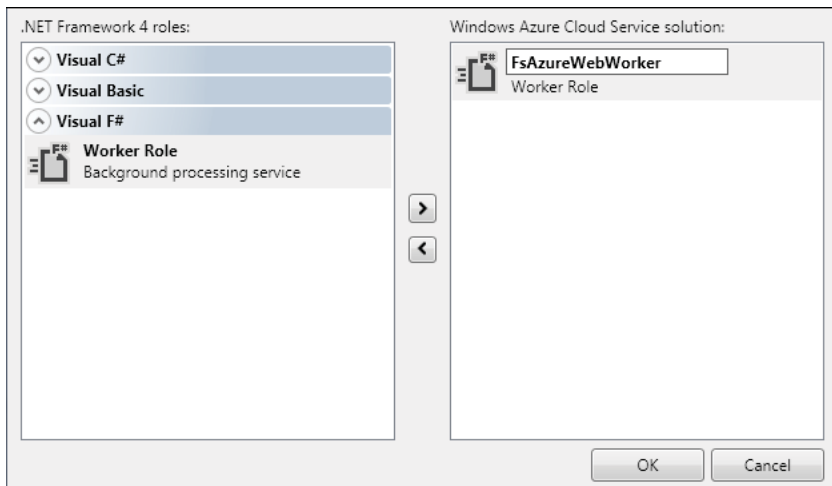 .NET Framework 4 roles:
Visual C#
Visual Basic
Visual F#
F#
Worker Role
Background processing service
Windows Azure Cloud Service solution:
F#
FsAzureWebWorker
Worker Role
OK
Cancel